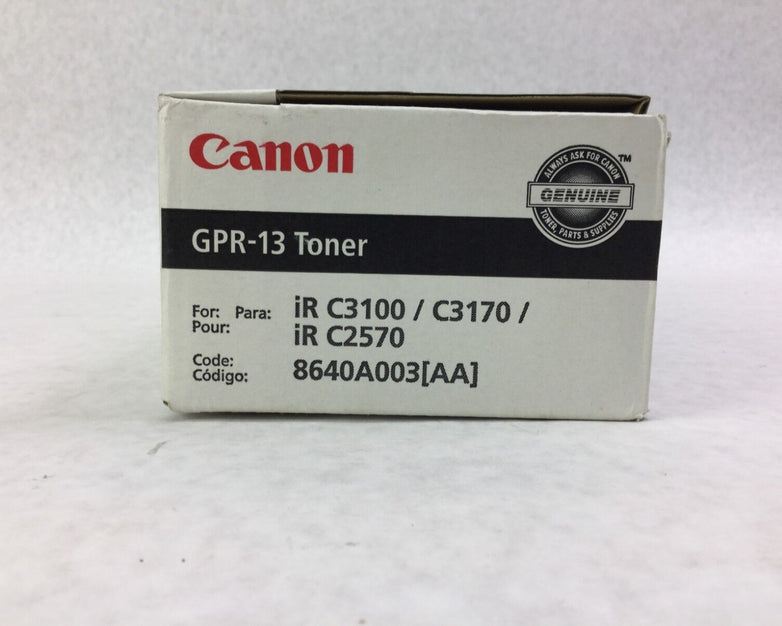 Canon
ALWAYS ASK FOR CANON
GENUINE
TONER, PARTS & SUPPLIES
TM
GPR-13 Toner
For: Para: iR C3100 / C3170 /
Pour: iR C2570
Code:
Código: 8640A003[AA]